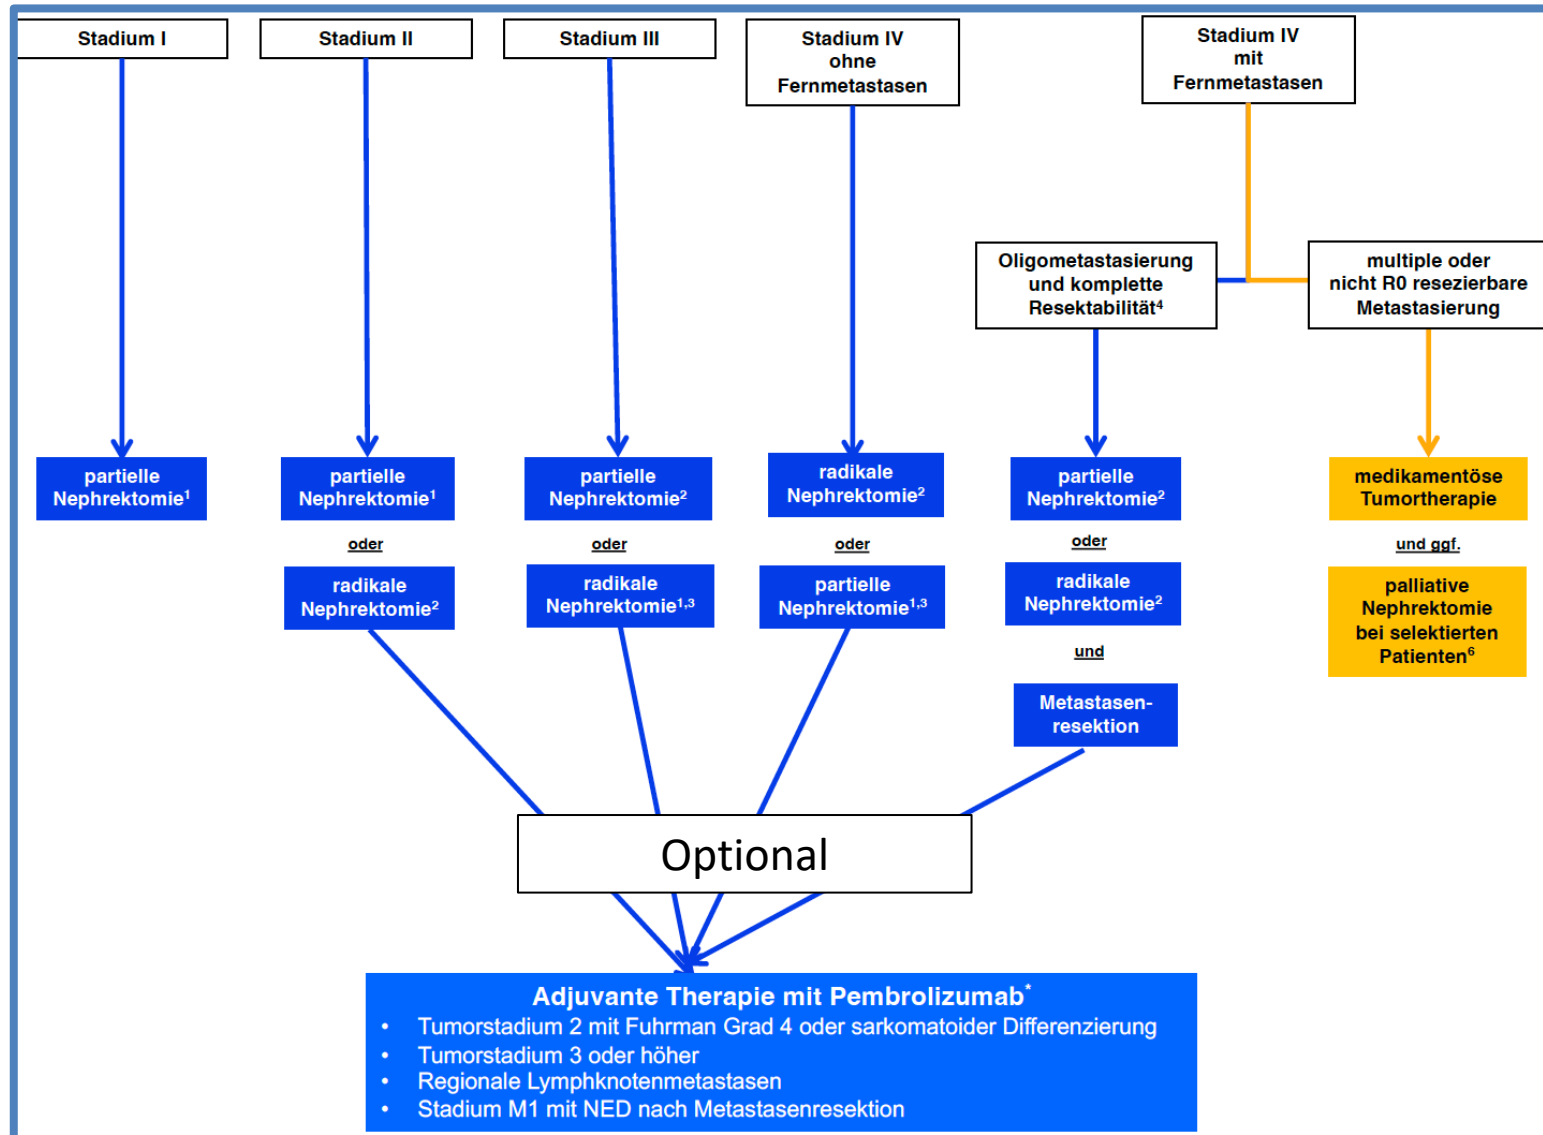 Stadium I
Stadium II
Stadium III
Stadium IV
ohne
Fernmetastasen
Stadium IV
mit
Fernmetastasen
Oligometastasierung
und komplette
Resektabilität⁴
multiple oder
nicht R0 resezierbare
Metastasierung
partielle
Nephrektomie¹
partielle
Nephrektomie¹
oder
radikale
Nephrektomie²
partielle
Nephrektomie²
oder
radikale
Nephrektomie¹,³
radikale
Nephrektomie²
oder
partielle
Nephrektomie¹,³
partielle
Nephrektomie²
oder
radikale
Nephrektomie²
und
Metastasen-
resektion
medikamentöse
Tumortherapie
und ggf.
palliative
Nephrektomie
bei selektierten
Patienten⁶
Optional
Adjuvante Therapie mit Pembrolizumab*
• Tumorstadium 2 mit Fuhrman Grad 4 oder sarkomatoider Differenzierung
• Tumorstadium 3 oder höher
• Regionale Lymphknotenmetastasen
• Stadium M1 mit NED nach Metastasenresektion